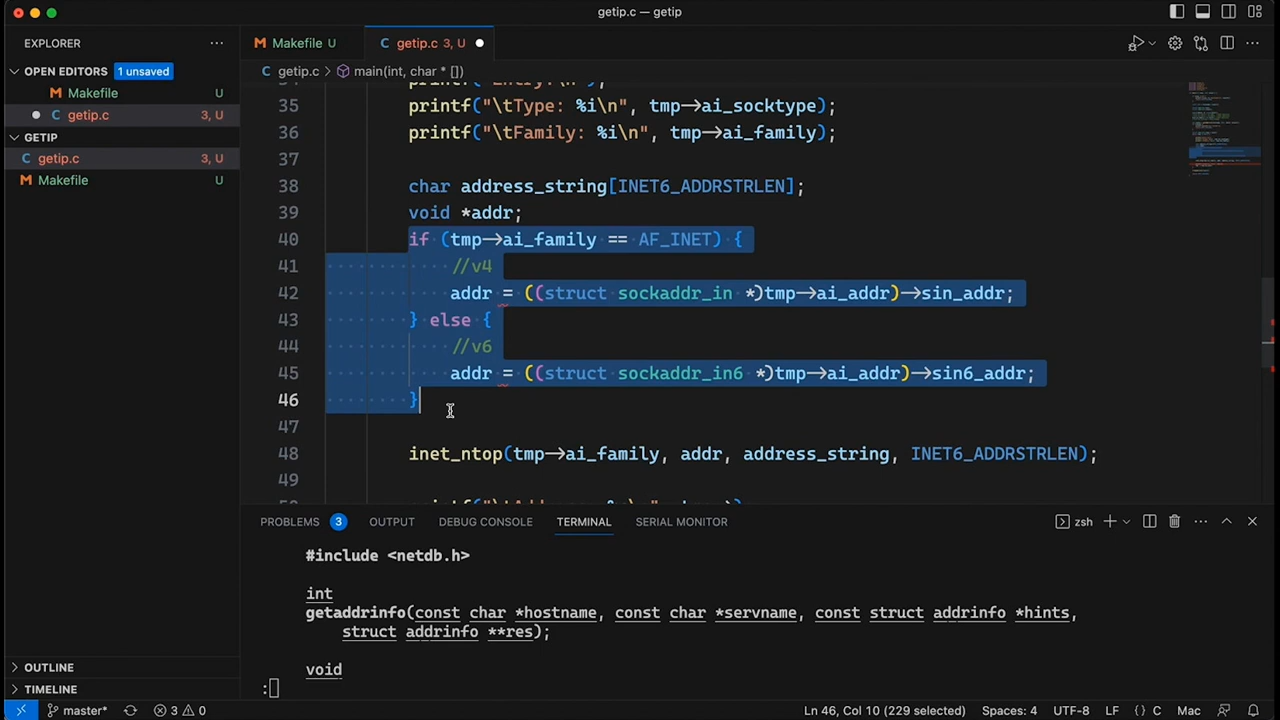 getip.c — getip
EXPLORER
Makefile U
getip.c 3, U
OPEN EDITORS 1 unsaved
getip.c > main(int, char * [])
Makefile U
getip.c 3, U
GETIP
getip.c 3, U
Makefile U
35 printf("\tType: %i\n", tmp->ai_socktype);
36 printf("\tFamily: %i\n", tmp->ai_family);
37
38 char address_string[INET6_ADDRSTRLEN];
39 void *addr;
40 if (tmp->ai_family == AF_INET) {
41 //v4
42 addr = ((struct sockaddr_in *)tmp->ai_addr)->sin_addr;
43 } else {
44 //v6
45 addr = ((struct sockaddr_in6 *)tmp->ai_addr)->sin6_addr;
46 }
47
48 inet_ntop(tmp->ai_family, addr, address_string, INET6_ADDRSTRLEN);
49
PROBLEMS 3 OUTPUT DEBUG CONSOLE TERMINAL SERIAL MONITOR zsh
#include <netdb.h>
int
getaddrinfo(const char *hostname, const char *servname, const struct addrinfo *hints,
struct addrinfo **res);
void
:
OUTLINE
TIMELINE
master* 3 0 Ln 46, Col 10 (229 selected) Spaces: 4 UTF-8 LF {} C Mac